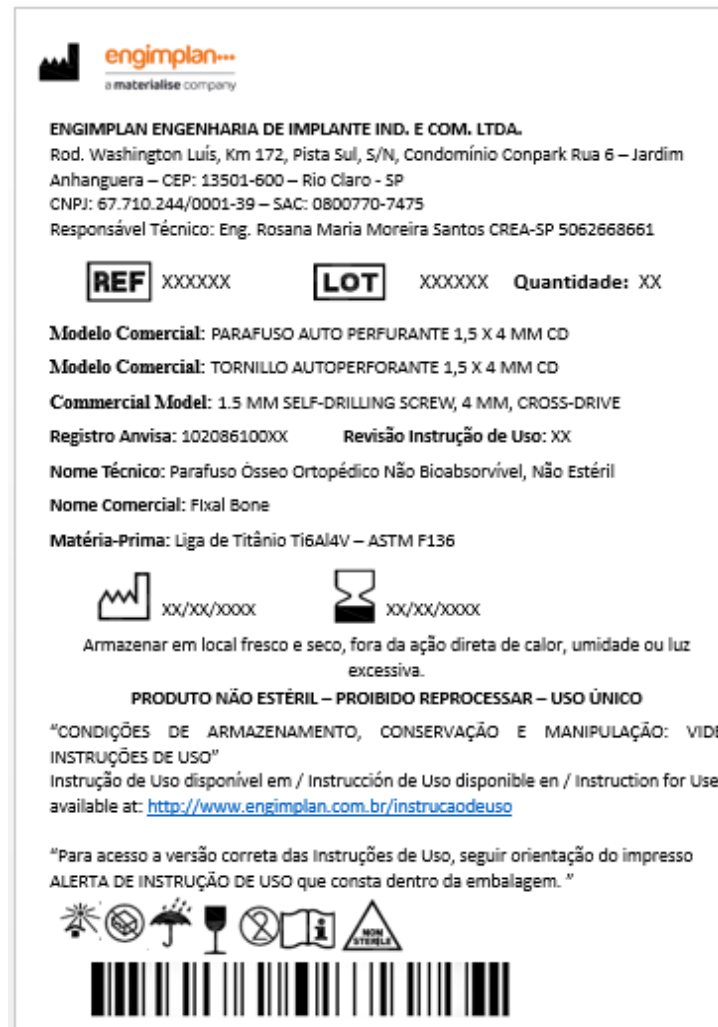 engimplan
a materialise company
ENGIMPLAN ENGENHARIA DE IMPLANTE IND. E COM. LTDA.
Rod. Washington Luís, Km 172, Pista Sul, S/N, Condomínio Conpark Rua 6 – Jardim
Anhanguera – CEP: 13501-600 – Rio Claro - SP
CNPJ: 67.710.244/0001-39 – SAC: 0800770-7475
Responsável Técnico: Eng. Rosana Maria Moreira Santos CREA-SP 5062668661
REF XXXXXX LOT XXXXXX Quantidade: XX
Modelo Comercial: PARAFUSO AUTO PERFURANTE 1,5 X 4 MM CD
Modelo Comercial: TORNILLO AUTOPERFORANTE 1,5 X 4 MM CD
Commercial Model: 1.5 MM SELF-DRILLING SCREW, 4 MM, CROSS-DRIVE
Registro Anvisa: 102086100XX Revisão Instrução de Uso: XX
Nome Técnico: Parafuso Ósseo Ortopédico Não Bioabsorvível, Não Estéril
Nome Comercial: FIxal Bone
Matéria-Prima: Liga de Titânio Ti6Al4V – ASTM F136
xx/xx/xxxx xx/xx/xxxx
Armazenar em local fresco e seco, fora da ação direta de calor, umidade ou luz
excessiva.
PRODUTO NÃO ESTÉRIL – PROIBIDO REPROCESSAR – USO ÚNICO
“CONDIÇÕES DE ARMAZENAMENTO, CONSERVAÇÃO E MANIPULAÇÃO: VIDE
INSTRUÇÕES DE USO”
Instrução de Uso disponível em / Instrucción de Uso disponible en / Instruction for Use
available at: http://www.engimplan.com.br/instrucaodeuso
“Para acesso a versão correta das Instruções de Uso, seguir orientação do impresso
ALERTA DE INSTRUÇÃO DE USO que consta dentro da embalagem. ”
2 i NON
STERILE